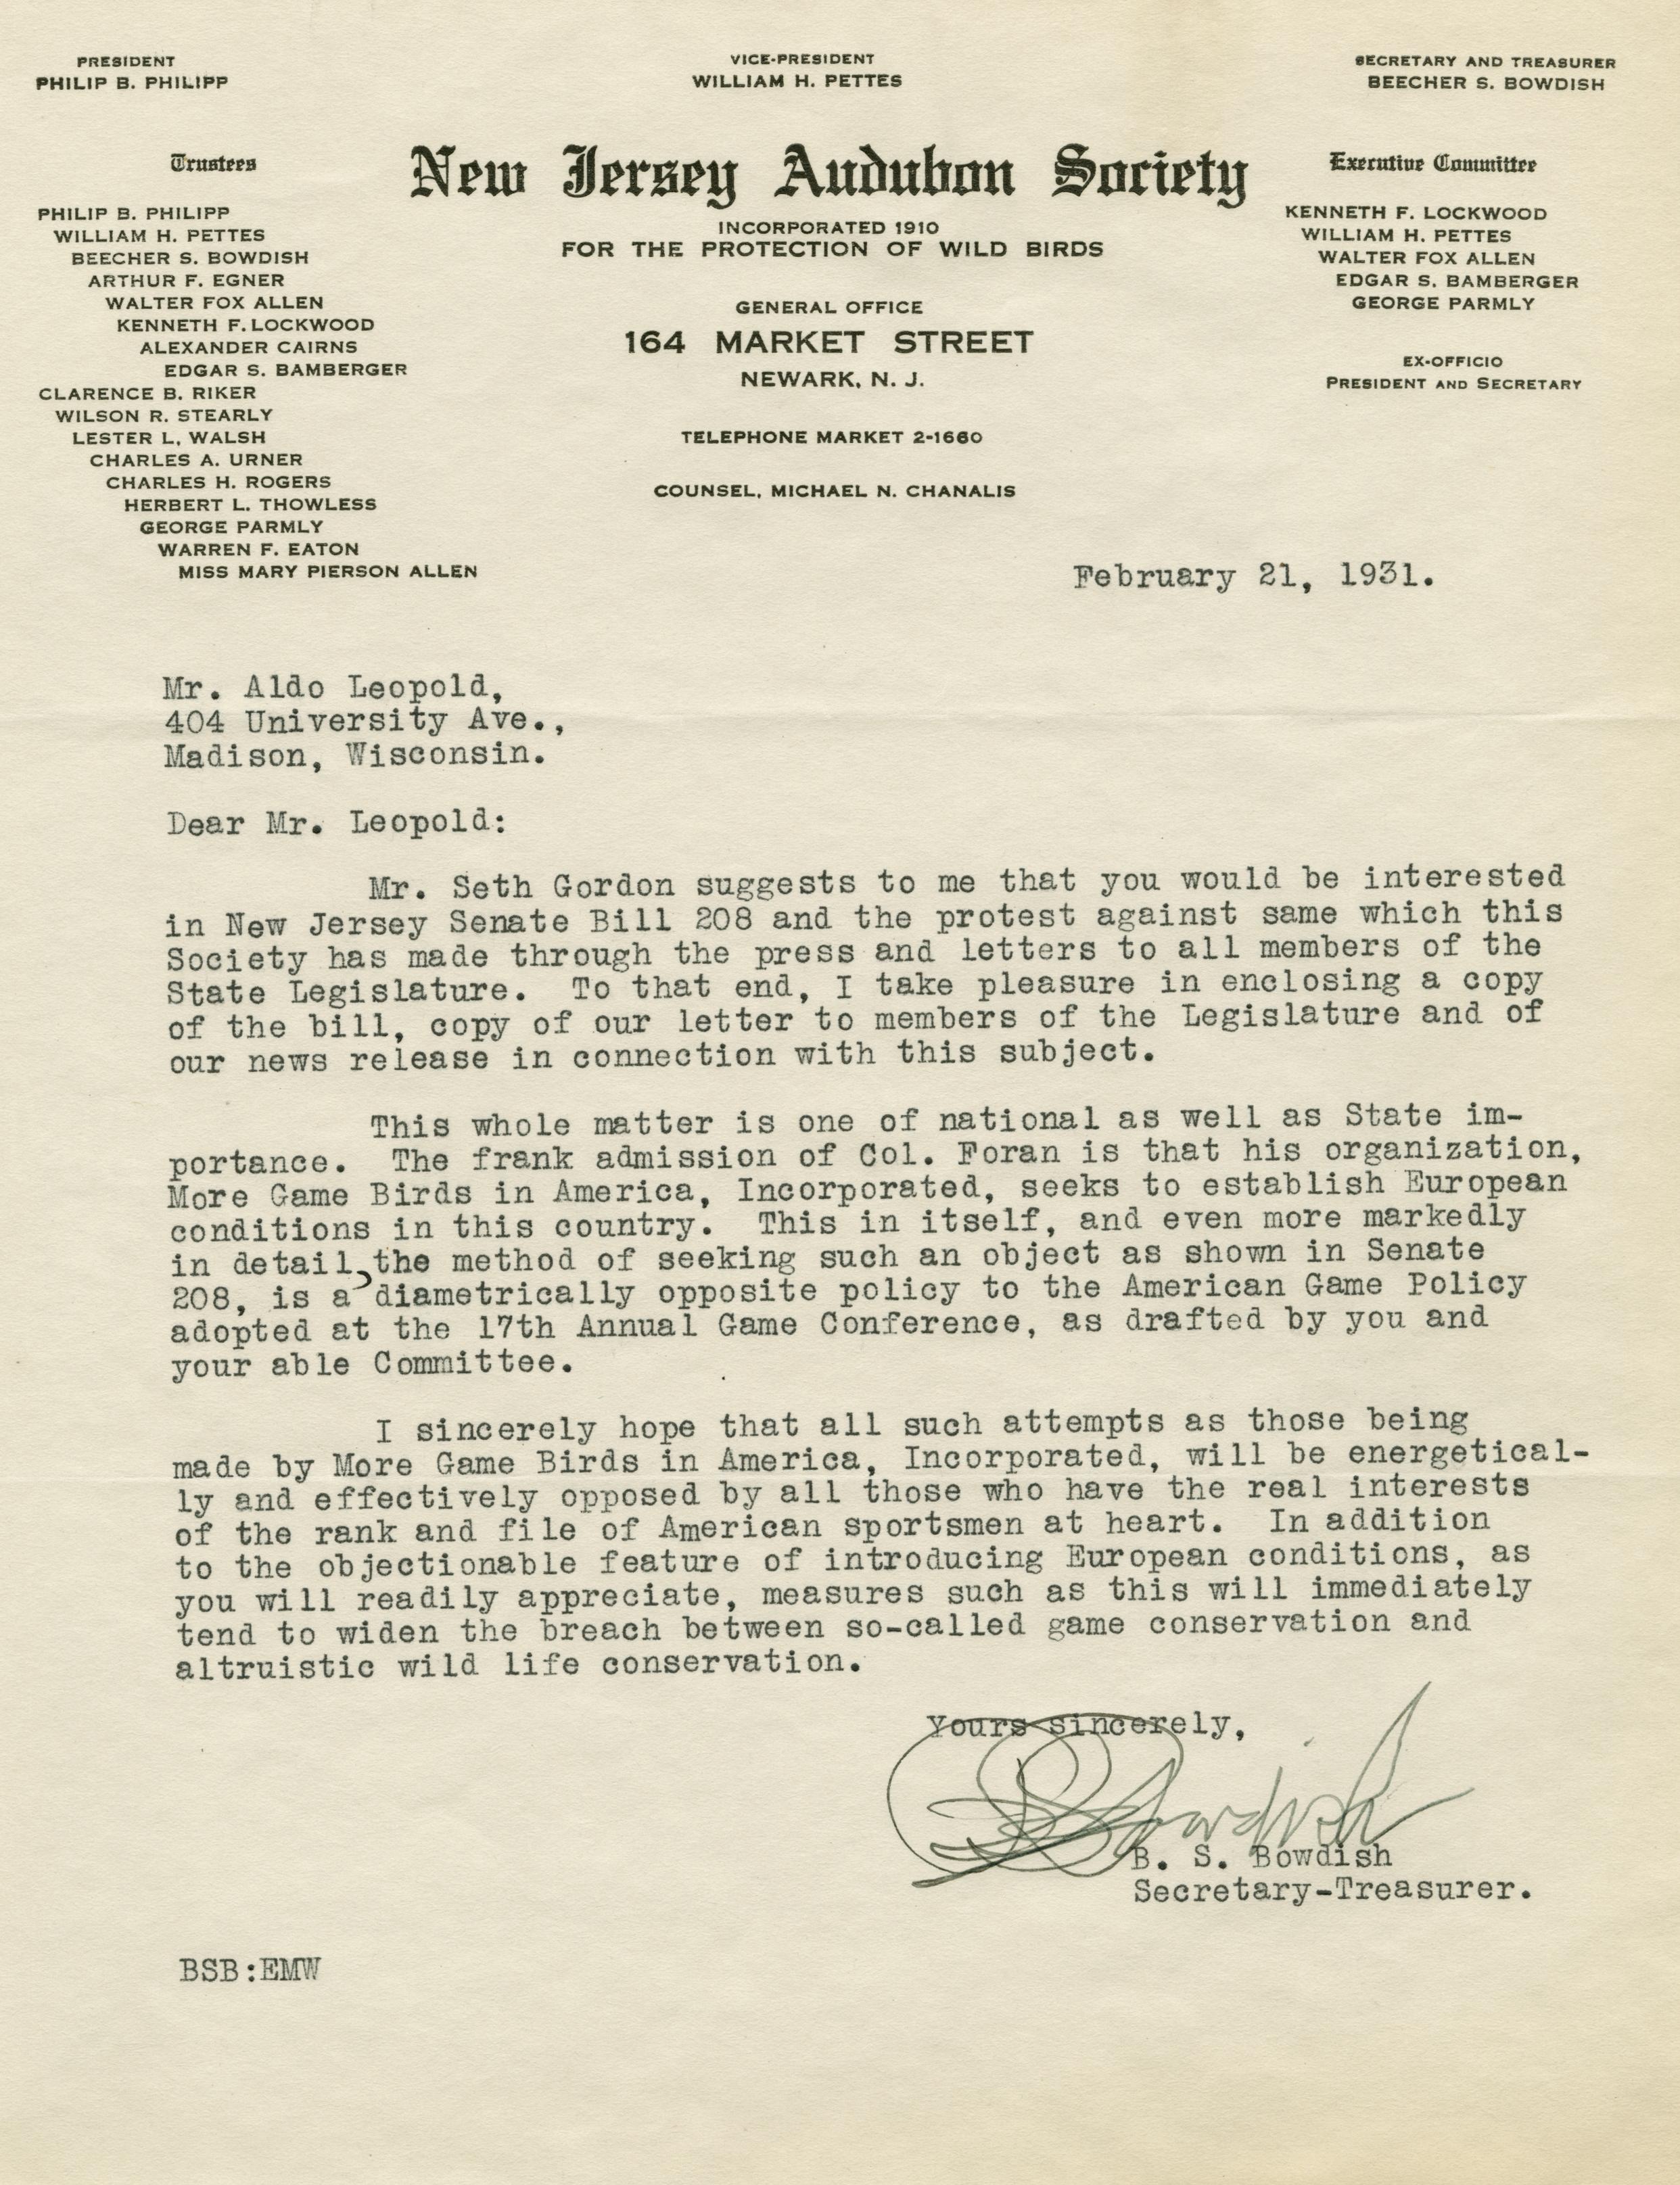 PRESIDENT
PHILIP B. PHILIPP
VICE-PRESIDENT
WILLIAM H. PETTES
SECRETARY AND TREASURER
BEECHER S. BOWDISH
Trustees
PHILIP B. PHILIPP
WILLIAM H. PETTES
BEECHER S. BOWDISH
ARTHUR F. EGNER
WALTER FOX ALLEN
KENNETH F. LOCKWOOD
ALEXANDER CAIRNS
EDGAR S. BAMBERGER
CLARENCE B. RIKER
WILSON R. STEARLY
LESTER L. WALSH
CHARLES A. URNER
CHARLES H. ROGERS
HERBERT L. THOWLESS
GEORGE PARMLY
WARREN F. EATON
MISS MARY PIERSON ALLEN
New Jersey Audubon Society
INCORPORATED 1910
FOR THE PROTECTION OF WILD BIRDS
GENERAL OFFICE
164 MARKET STREET
NEWARK, N. J.
TELEPHONE MARKET 2-1660
COUNSEL, MICHAEL N. CHANALIS
Executive Committee
KENNETH F. LOCKWOOD
WILLIAM H. PETTES
WALTER FOX ALLEN
EDGAR S. BAMBERGER
GEORGE PARMLY
EX-OFFICIO
PRESIDENT AND SECRETARY
February 21, 1931.
Mr. Aldo Leopold,
404 University Ave.,
Madison, Wisconsin.
Dear Mr. Leopold:
Mr. Seth Gordon suggests to me that you would be interested
in New Jersey Senate Bill 208 and the protest against same which this
Society has made through the press and letters to all members of the
State Legislature. To that end, I take pleasure in enclosing a copy
of the bill, copy of our letter to members of the Legislature and of
our news release in connection with this subject.
This whole matter is one of national as well as State im-
portance. The frank admission of Col. Foran is that his organization,
More Game Birds in America, Incorporated, seeks to establish European
conditions in this country. This in itself, and even more markedly
in detail, the method of seeking such an object as shown in Senate
208, is a diametrically opposite policy to the American Game Policy
adopted at the 17th Annual Game Conference, as drafted by you and
your able Committee.
I sincerely hope that all such attempts as those being
made by More Game Birds in America, Incorporated, will be energetical-
ly and effectively opposed by all those who have the real interests
of the rank and file of American sportsmen at heart. In addition
to the objectionable feature of introducing European conditions, as
you will readily appreciate, measures such as this will immediately
tend to widen the breach between so-called game conservation and
altruistic wild life conservation.
Yours sincerely,
BSBowdish
B. S. Bowdish
Secretary-Treasurer.
BSB:EMW